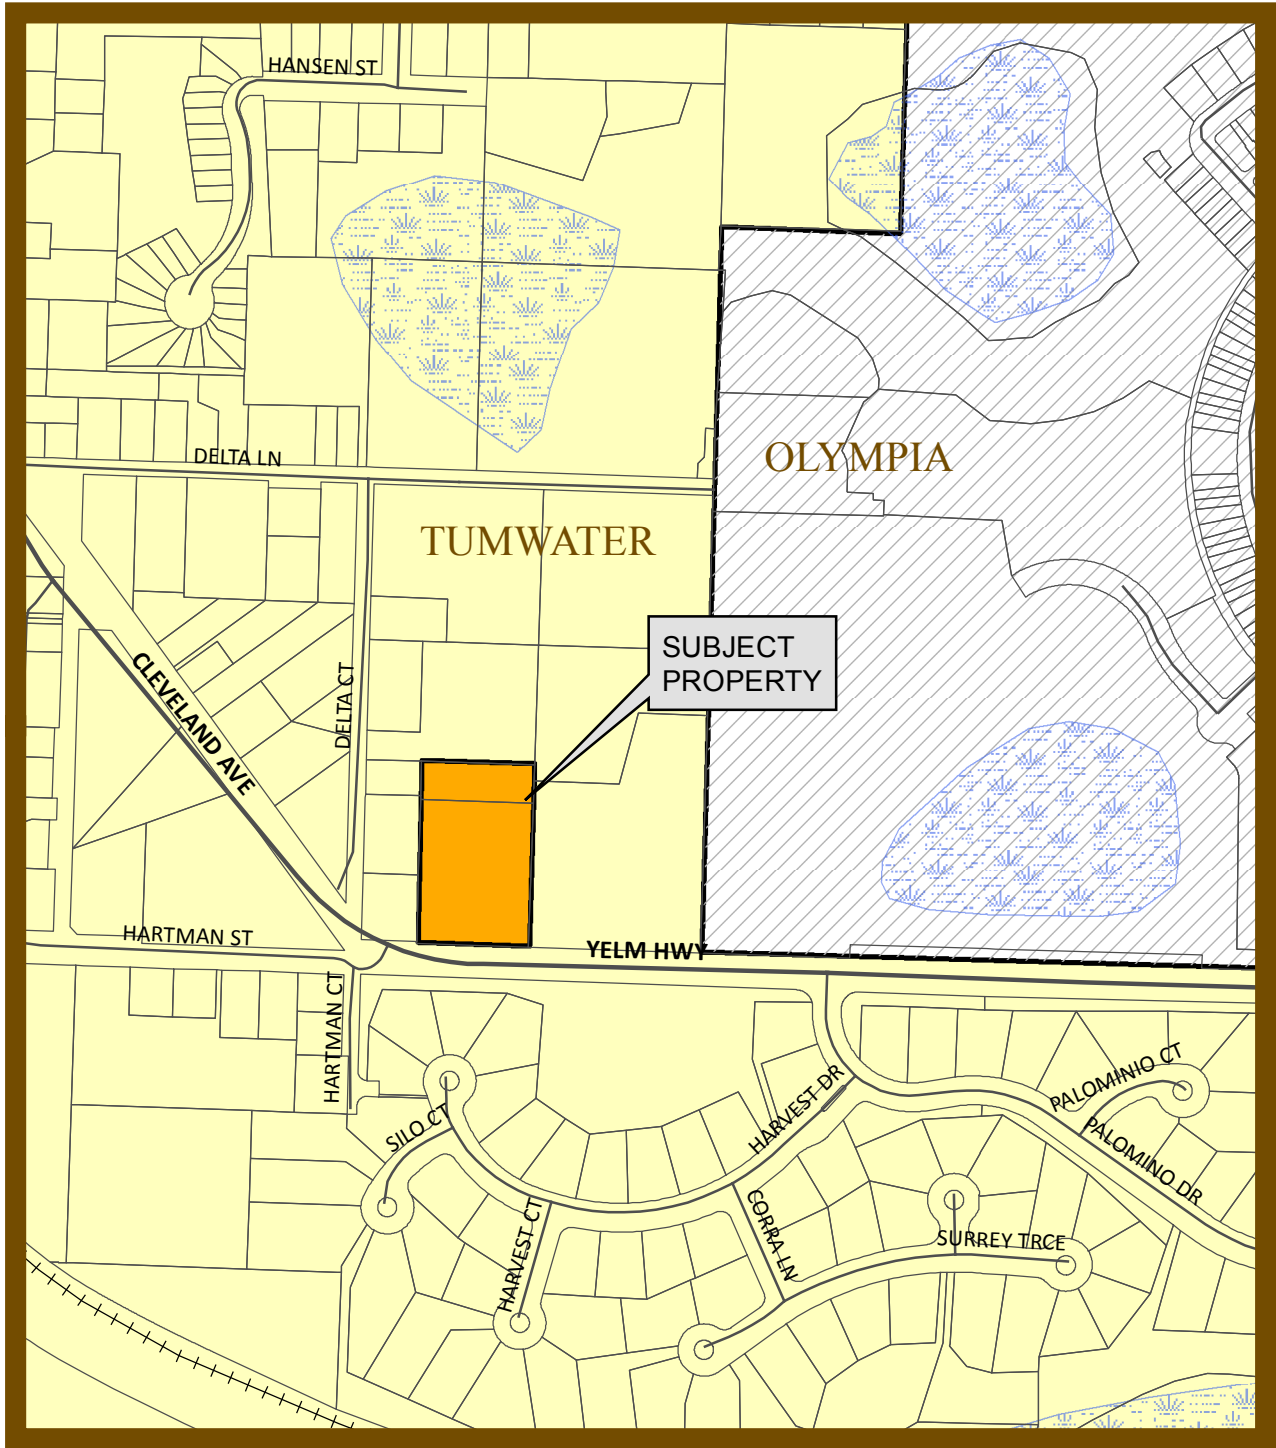 HANSEN ST
OLYMPIA
DELTA LN
TUMWATER
SUBJECT
PROPERTY
CLEVELAND AVE
DELTA CT
HARTMAN ST
YELM HWY
HARTMAN CT
SILO CT
HARVEST DR
PALOMINIO CT
PALOMINO DR
HARVEST CT
CORRA LN
SURREY TRCE